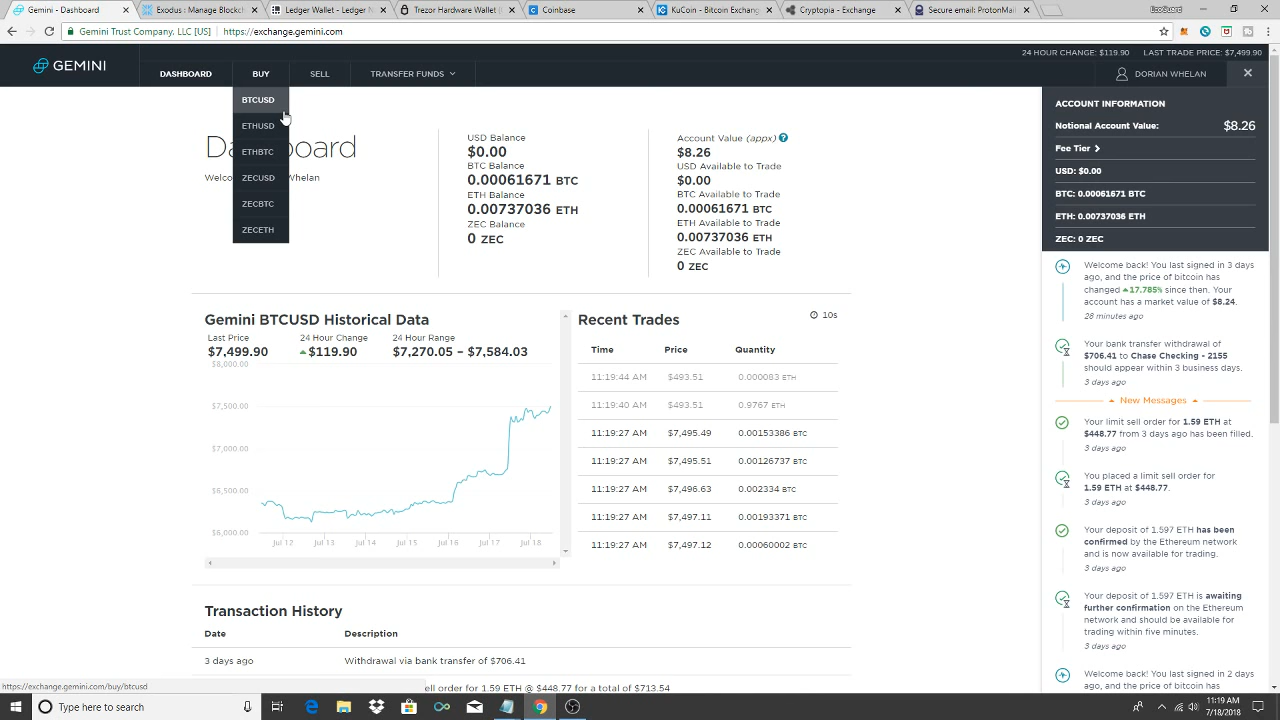 Gemini - Dashboard
Exodus : Manage Blockch
Ledger Wallet - Ledger N
Trezor Hardware Wallet (
Coinbase
KuCoin - Bitcoin Exchan
Cryptopia - Exchange
Secure email: ProtonMail
Gemini Trust Company, LLC [US] | https://exchange.gemini.com
24 HOUR CHANGE: $119.90 LAST TRADE PRICE: $7,499.90
GEMINI
DASHBOARD
BUY
SELL
TRANSFER FUNDS
DORIAN WHELAN
BTCUSD
ETHUSD
ETHBTC
ZECUSD
ZECBTC
ZECETH
Whelan
USD Balance
$0.00
BTC Balance
0.00061671 BTC
ETH Balance
0.00737036 ETH
ZEC Balance
0 ZEC
Account Value (appx) ?
$8.26
USD Available to Trade
$0.00
BTC Available to Trade
0.00061671 BTC
ETH Available to Trade
0.00737036 ETH
ZEC Available to Trade
0 ZEC
ACCOUNT INFORMATION
Notional Account Value: $8.26
Fee Tier
USD: $0.00
BTC: 0.00061671 BTC
ETH: 0.00737036 ETH
ZEC: 0 ZEC
Welcome back! You last signed in 3 days
ago, and the price of bitcoin has
changed 17.785% since then. Your
account has a market value of $8.24.
28 minutes ago
Your bank transfer withdrawal of
$706.41 to Chase Checking - 2155
should appear within 3 business days.
3 days ago
New Messages
Your limit sell order for 1.59 ETH at
$448.77 from 3 days ago has been filled.
3 days ago
You placed a limit sell order for
1.59 ETH at $448.77.
3 days ago
Your deposit of 1.597 ETH has been
confirmed by the Ethereum network
and is now available for trading.
3 days ago
Your deposit of 1.597 ETH is awaiting
further confirmation on the Ethereum
network and should be available for
trading within five minutes.
3 days ago
Welcome back! You last signed in 2 days
ago, and the price of bitcoin has
Gemini BTCUSD Historical Data
Last Price
$7,499.90
24 Hour Change
$119.90
24 Hour Range
$7,270.05 – $7,584.03
$8,000.00
$7,500.00
$7,000.00
$6,500.00
$6,000.00
Jul 12 Jul 13 Jul 14 Jul 15 Jul 16 Jul 17 Jul 18
Recent Trades
10s
Time Price Quantity
11:19:44 AM $493.51 0.000083 ETH
11:19:40 AM $493.51 0.9767 ETH
11:19:27 AM $7,495.49 0.00153386 BTC
11:19:27 AM $7,495.51 0.00126737 BTC
11:19:27 AM $7,496.63 0.002334 BTC
11:19:27 AM $7,497.11 0.00193371 BTC
11:19:27 AM $7,497.12 0.00060002 BTC
Transaction History
Date Description
3 days ago Withdrawal via bank transfer of $706.41
ell order for 1.59 ETH @ $448.77 for a total of $713.54
https://exchange.gemini.com/buy/btcusd
Type here to search
11:19 AM
7/18/2018